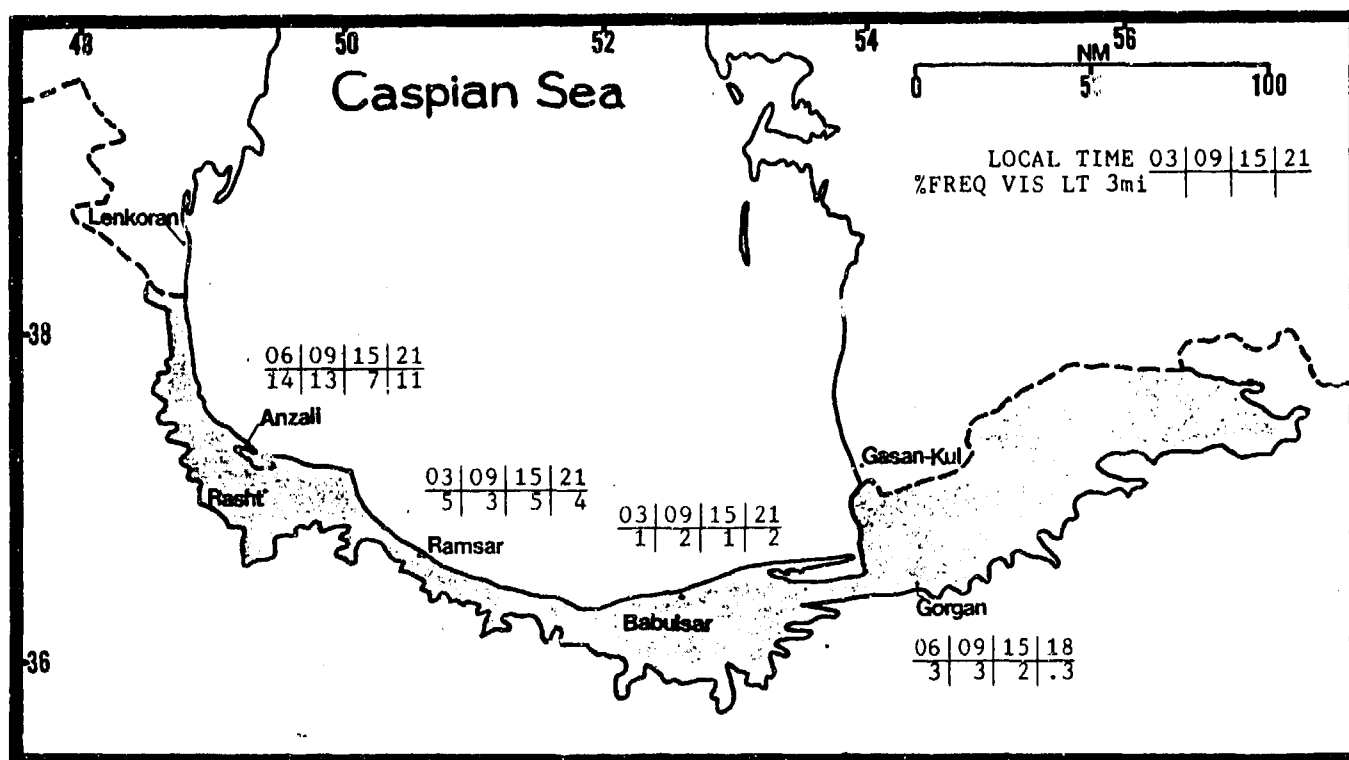 48 50 52 54 56
Caspian Sea
NM
0 5 100
LOCAL TIME 03|09|15|21
%FREQ VIS LT 3mi
Lenkoran
38
06|09|15|21
14|13|7|11
Anzali
Gasan-Kul
03|09|15|21
5|3|5|4
Rasht
03|09|15|21
1|2|1|2
Ramsar
Gorgan
Babulsar
06|09|15|18
3|3|2|.3
36